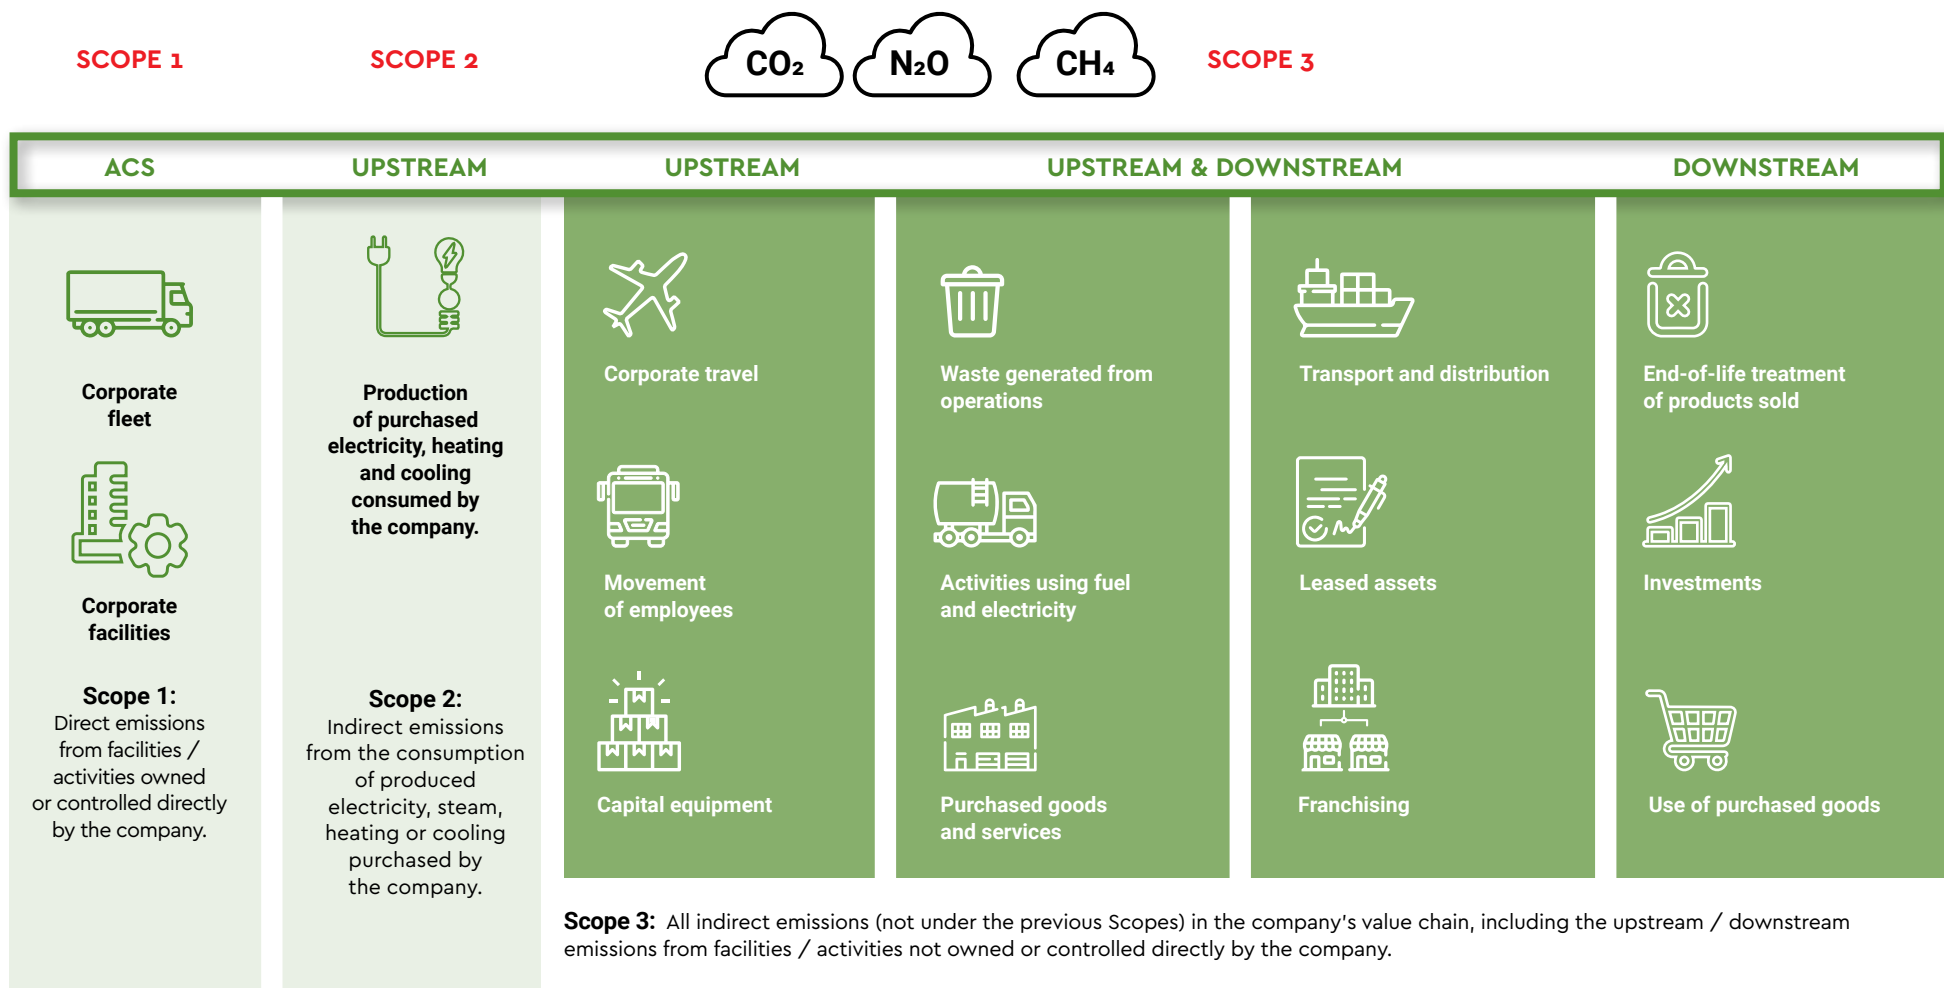 SCOPE 1
SCOPE 2
CO₂
N₂O
CH₄
SCOPE 3
ACS
UPSTREAM
UPSTREAM
UPSTREAM & DOWNSTREAM
DOWNSTREAM
Corporate
fleet
Corporate
facilities
Scope 1:
Direct emissions
from facilities /
activities owned
or controlled directly
by the company.
Production
of purchased
electricity, heating
and cooling
consumed by
the company.
Scope 2:
Indirect emissions
from the consumption
of produced
electricity, steam,
heating or cooling
purchased by
the company.
Corporate travel
Movement
of employees
Capital equipment
Waste generated from
operations
Activities using fuel
and electricity
Purchased goods
and services
Transport and distribution
Leased assets
Franchising
End-of-life treatment
of products sold
Investments
Use of purchased goods
Scope 3: All indirect emissions (not under the previous Scopes) in the company's value chain, including the upstream / downstream
emissions from facilities / activities not owned or controlled directly by the company.